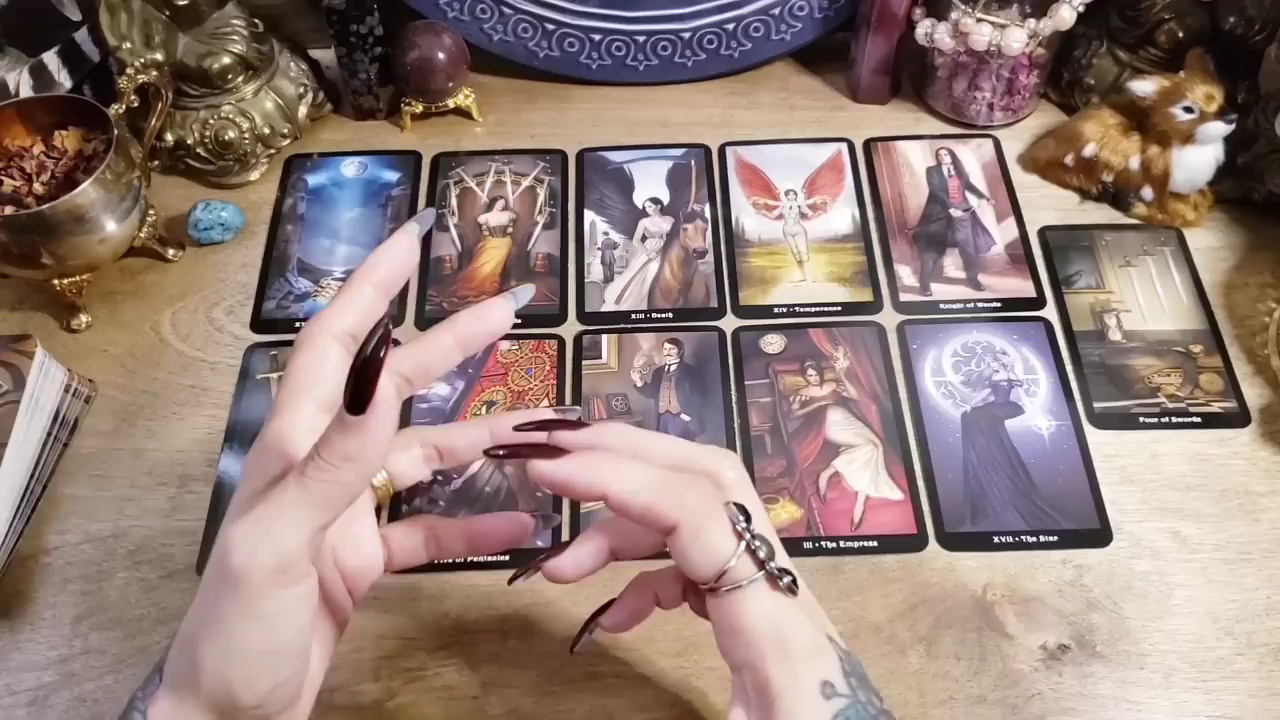 XIII • Death
XIV • Temperance
Knight of Wands
Four of Swords
Five of Pentacles
III • The Empress
XVII • The Star